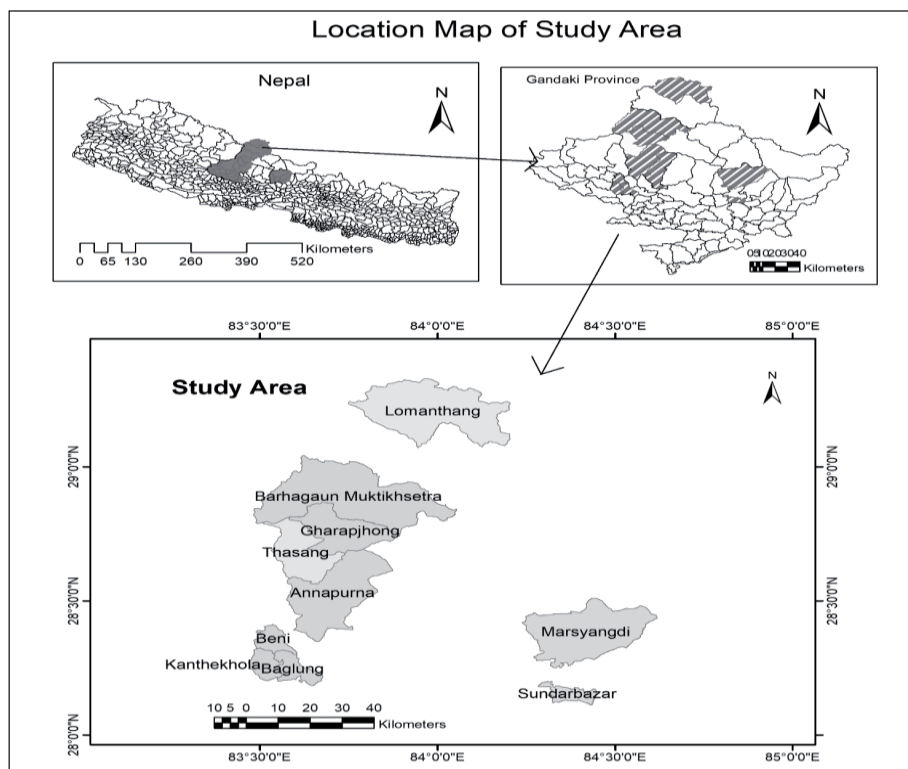 Location Map of Study Area
Nepal
N
Kilometers
0 65 130 260 390 520
Gandaki Province
N
Kilometers
83°30'0"E 84°0'0"E 84°30'0"E 85°0'0"E
Study Area
N
Lomanthang
29°0'0"N 29°0'0"N
Barhagaun Muktikhsetra
Gharapjhong
Thasang
Annapurna
28°30'0"N 28°30'0"N
Marsyangdi
Beni
Kanthekhola
Baglung
Sundarbazar
10 5 0 10 20 30 40
Kilometers
28°0'0"N 28°0'0"N
83°30'0"E 84°0'0"E 84°30'0"E 85°0'0"E